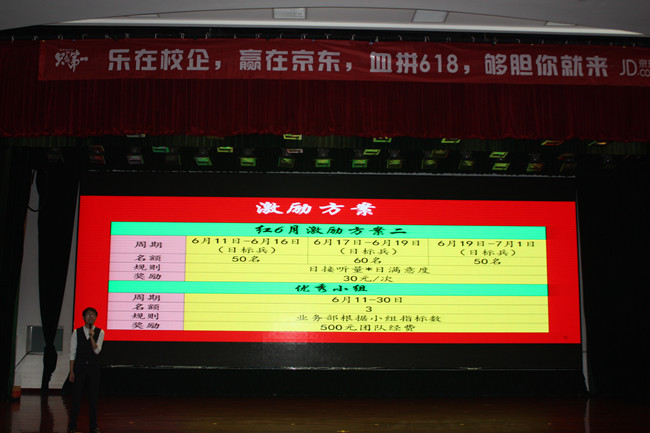 乐在校企，赢在京东，血拼618，够胆你就来 JD
激励方案
红6月激励方案二
周期 6月11日-6月16日（日标兵） 6月17日-6月19日（日标兵） 6月19日-7月1日（日标兵）
名额 50名 60名 50名
规则 日接听量*日满意度
奖励 30元/次
优秀小组
周期 6月11-30日
名额 3
规则 业务部根据小组指标数
奖励 500元团队经费